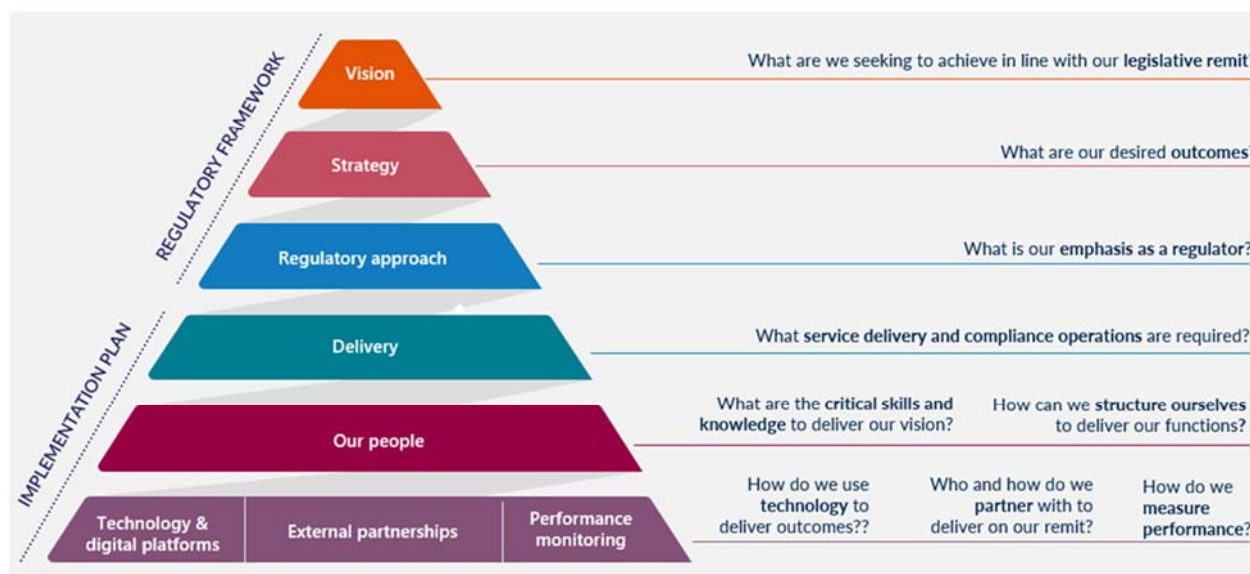 REGULATORY FRAMEWORK
Vision
What are we seeking to achieve in line with our legislative remit?
Strategy
What are our desired outcomes?
Regulatory approach
What is our emphasis as a regulator?
IMPLEMENTATION PLAN
Delivery
What service delivery and compliance operations are required?
Our people
What are the critical skills and
knowledge to deliver our vision?
How can we structure ourselves
to deliver our functions?
Technology &
digital platforms
External partnerships
Performance
monitoring
How do we use
technology to
deliver outcomes??
Who and how do we
partner with to
deliver on our remit?
How do we
measure
performance?